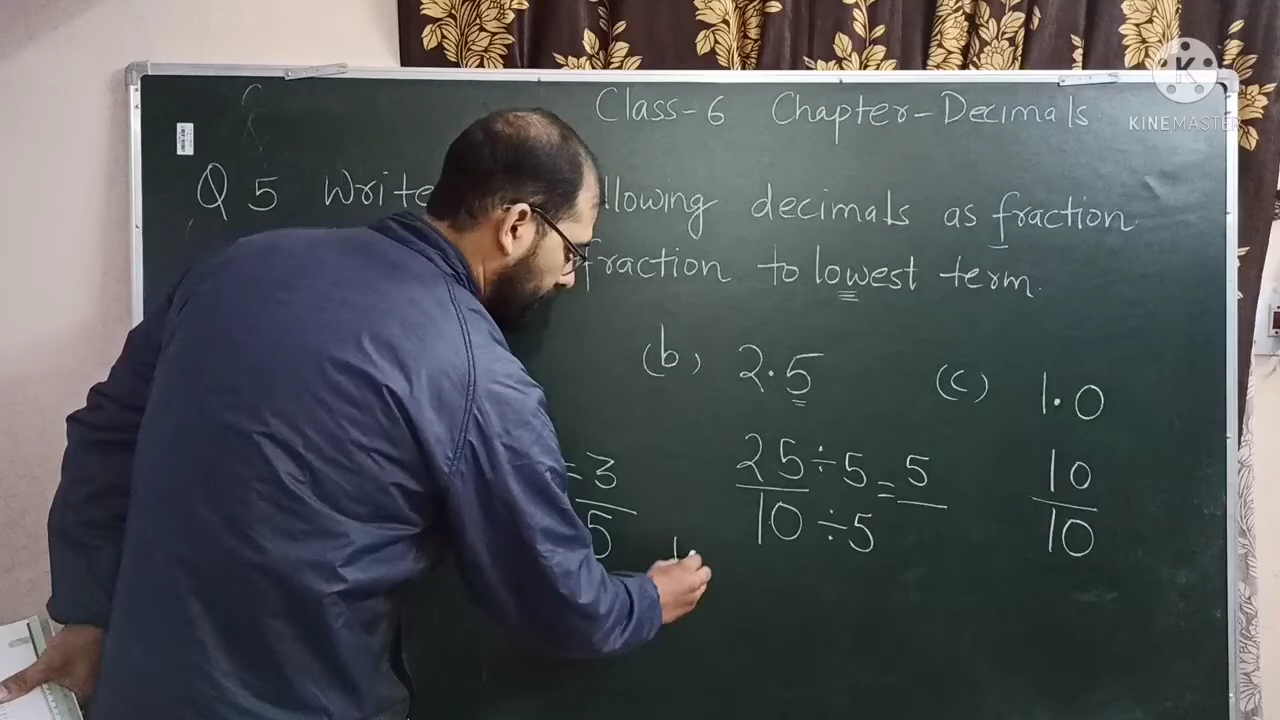 Class-6 Chapter-Decimals
K
KINEMASTER
Q 5 Write llowing decimals as fraction.
fraction to lowest term.
(b) 2.5 (c) 1.0
= 3/5 25÷5/10÷5 = 5/ 10/10